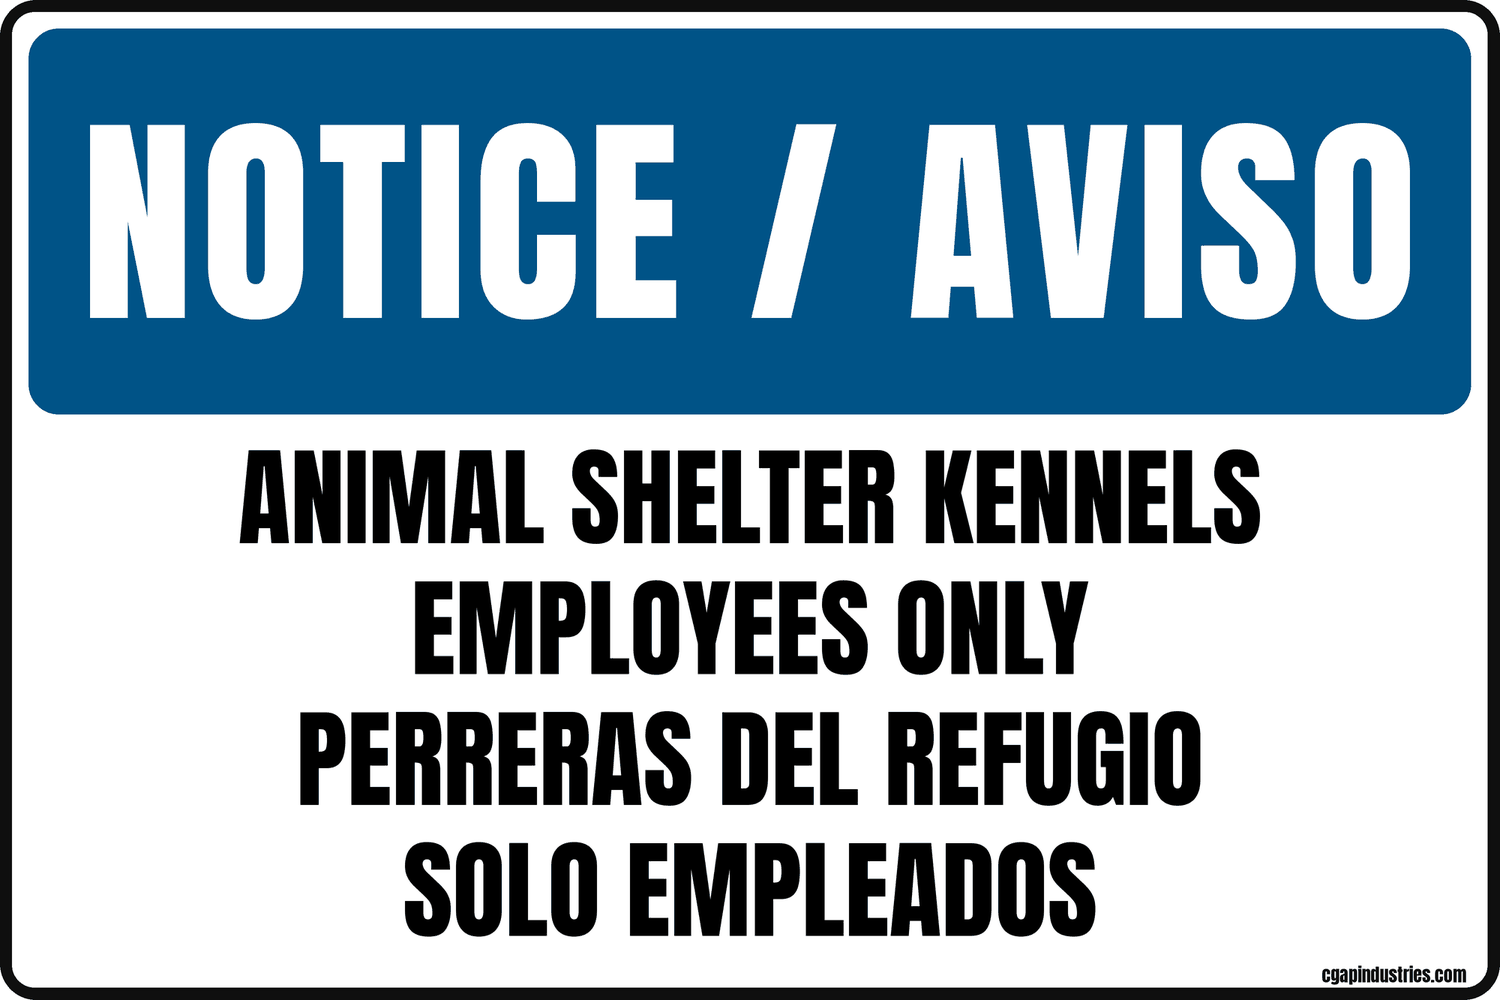 NOTICE / AVISO
ANIMAL SHELTER KENNELS
EMPLOYEES ONLY
PERRERAS DEL REFUGIO
SOLO EMPLEADOS
cgapindustries.com